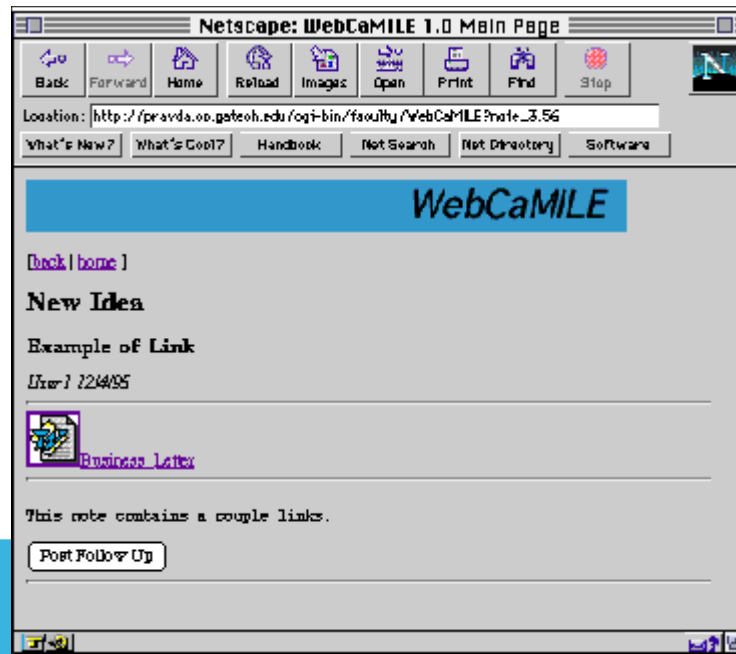 Netscape: WebCaMILE 1.0 Main Page
Back Forward Home Reload Images Open Print Find Stop
N
Location: http://pravda.cc.gatech.edu/cgi-bin/faculty/WebCaMILE?note_3.56
What's New? What's Cool? Handbook Net Search Net Directory Software
WebCaMILE
[back | home ]
New Idea
Example of Link
User1 12/4/95
Business Letter
This note contains a couple links.
Post Follow Up